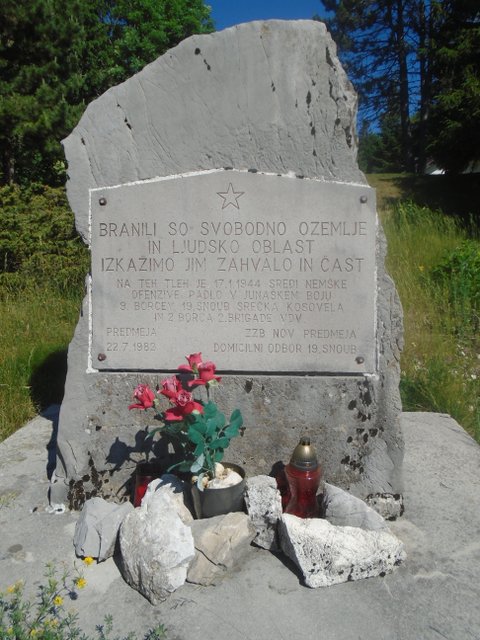 BRANILI SO SVOBODNO OZEMLJE
IN LJUDSKO OBLAST
IZKAŽIMO JIM ZAHVALO IN ČAST
NA TEH TLEH JE 17.1.1944 SREDI NEMŠKE
OFENZIVE PADLO V JUNAŠKEM BOJU
9 BORCEV 19.SNOUB SREČKA KOSOVELA
IN 2 BORCA 2.BRIGADE VDV
PREDMEJA ZZB NOV PREDMEJA
22.7.1983 DOMICILNI ODBOR 19.SNOUB